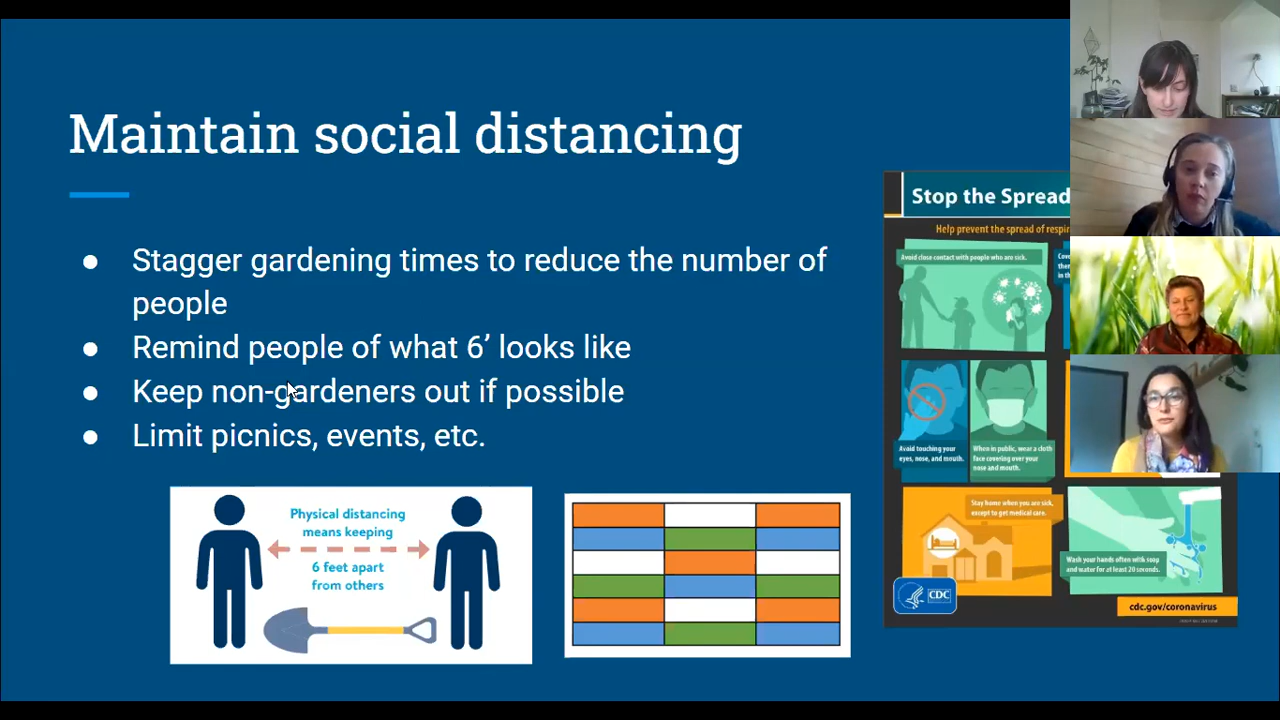 Maintain social distancing
● Stagger gardening times to reduce the number of
people
● Remind people of what 6’ looks like
● Keep non-gardeners out if possible
● Limit picnics, events, etc.
Physical distancing
means keeping
6 feet apart
from others
Stop the Spread
Help prevent the spread of
Avoid close contact with people who are sick.
Avoid touching your
eyes, nose, and mouth.
When in public, wear a cloth
face covering over your
nose and mouth.
Stay home when you are sick,
except to get medical care.
Wash your hands often with soap
and water for at least 20 seconds.
CDC
cdc.gov/coronavirus